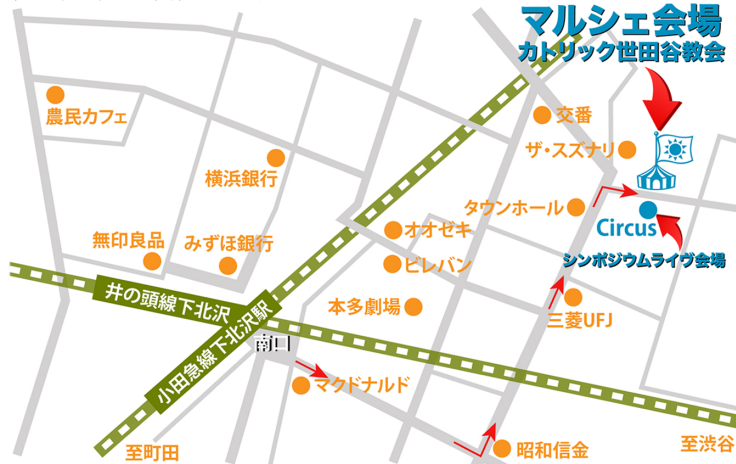 マルシェ会場
カトリック世田谷教会
農民カフェ
交番
ザ・スズナリ
横浜銀行
タウンホール
Circus
無印良品
みずほ銀行
オオゼキ
シンポジウムライヴ会場
ビレバン
井の頭線下北沢
本多劇場
三菱UFJ
小田急線下北沢駅
南口
マクドナルド
至町田
昭和信金
至渋谷